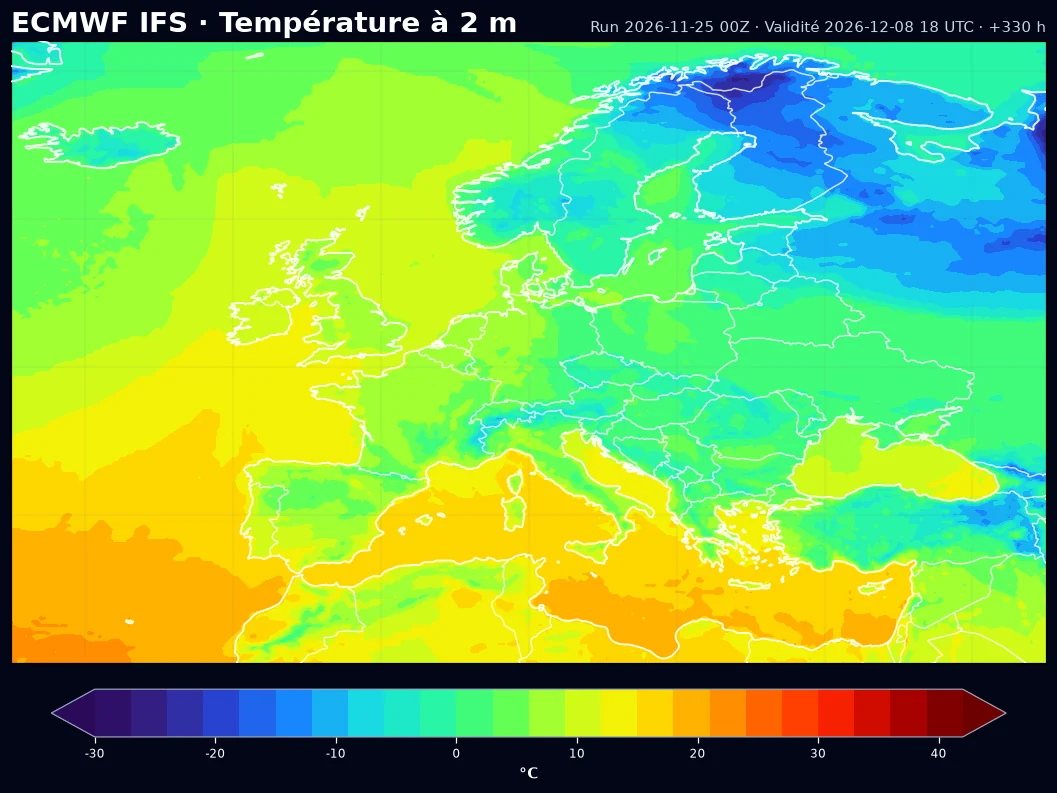 ECMWF IFS · Température à 2 m
Run 2026-11-25 00Z · Validité 2026-12-08 18 UTC · +330 h
-30 -20 -10 0 10 20 30 40
°C